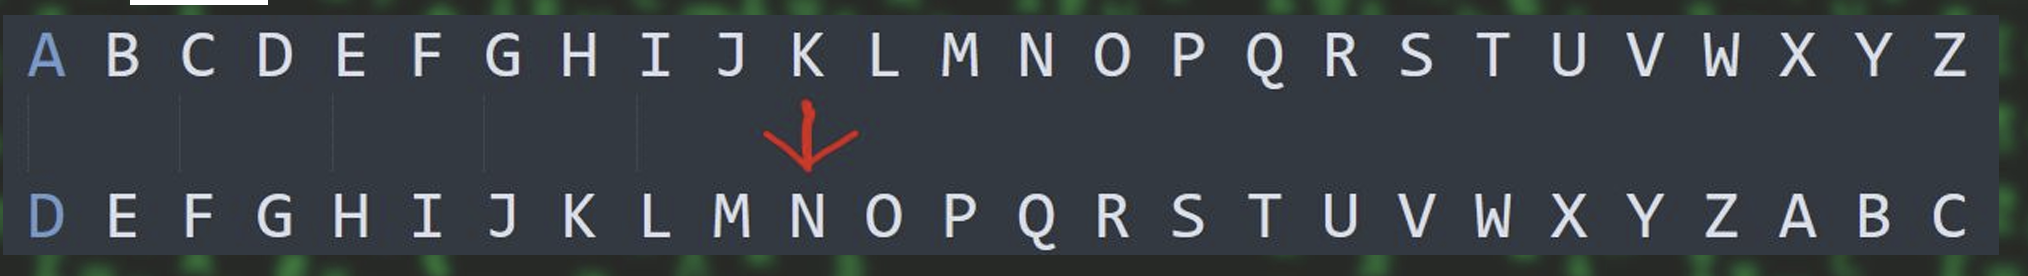 A B C D E F G H I J K L M N O P Q R S T U V W X Y Z
D E F G H I J K L M N O P Q R S T U V W X Y Z A B C